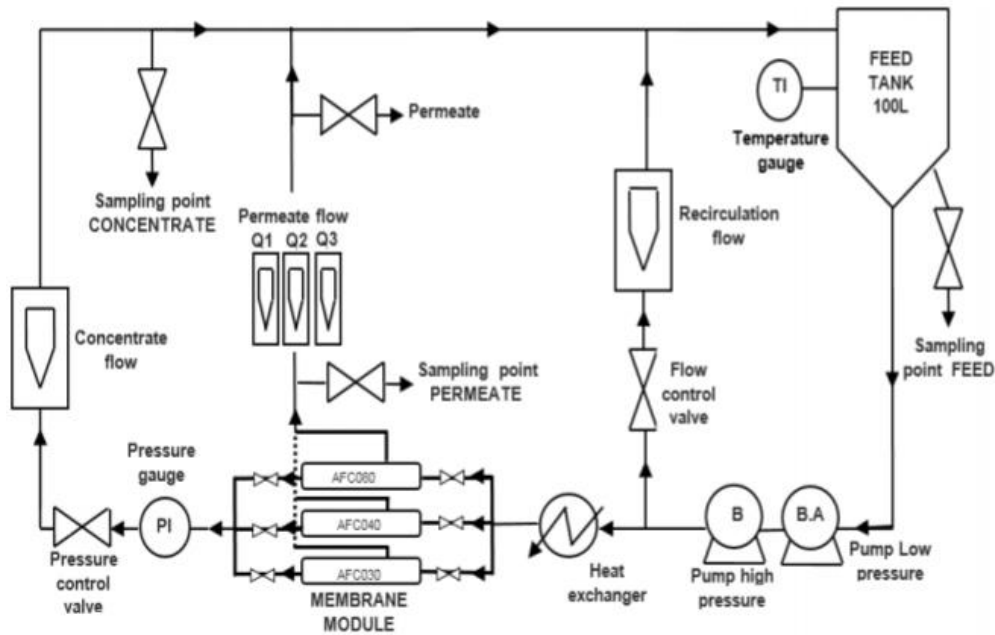 FEED
TANK
100L
TI
Temperature
gauge
Permeate
Sampling point
CONCENTRATE
Permeate flow
Q1 Q2 Q3
Recirculation
flow
Concentrate
flow
Sampling point
PERMEATE
Flow
control
valve
Sampling
point FEED
Pressure
gauge
AFC080
AFC040
AFC030
PI
B
B.A
Pressure
control
valve
MEMBRANE
MODULE
Heat
exchanger
Pump high
pressure
Pump Low
pressure